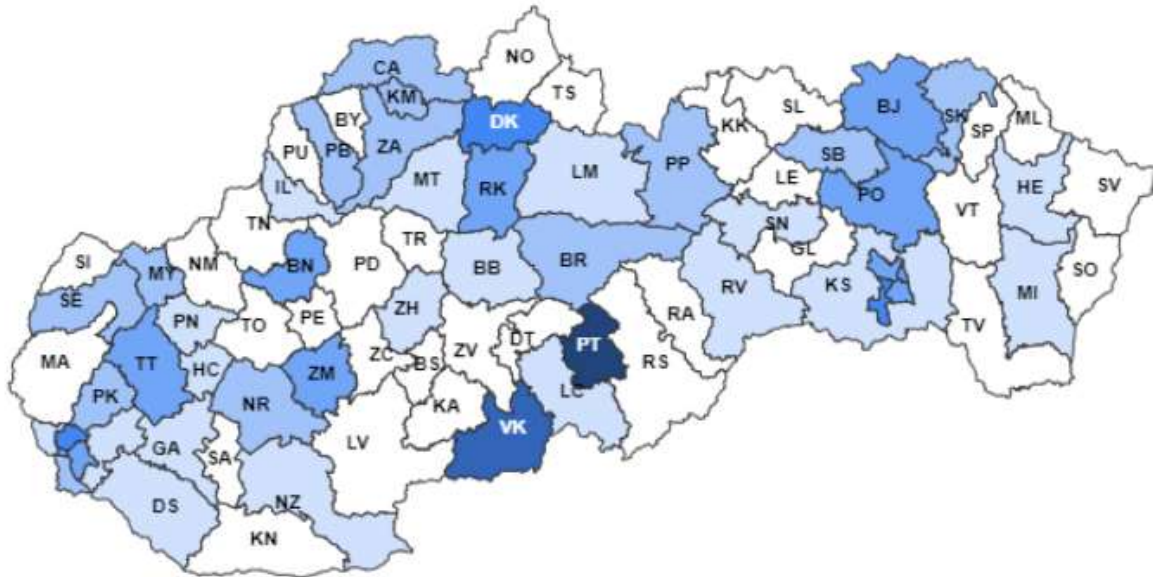 NO
CA
TS
KM
BY
DK
PU
PB
ZA
SL
KK
BJ
SK
SP
ML
SB
PP
LM
MT
RK
IL
LE
PO
HE
SV
VT
TN
TR
SN
GL
SI
MY
NM
BN
PD
BB
BR
RV
KS
MI
SO
SE
PN
TO
PE
ZH
RA
TV
MA
TT
HC
ZM
ZC
BS
ZV
DT
PT
RS
PK
NR
KA
LC
VK
LV
GA
SA
DS
NZ
KN